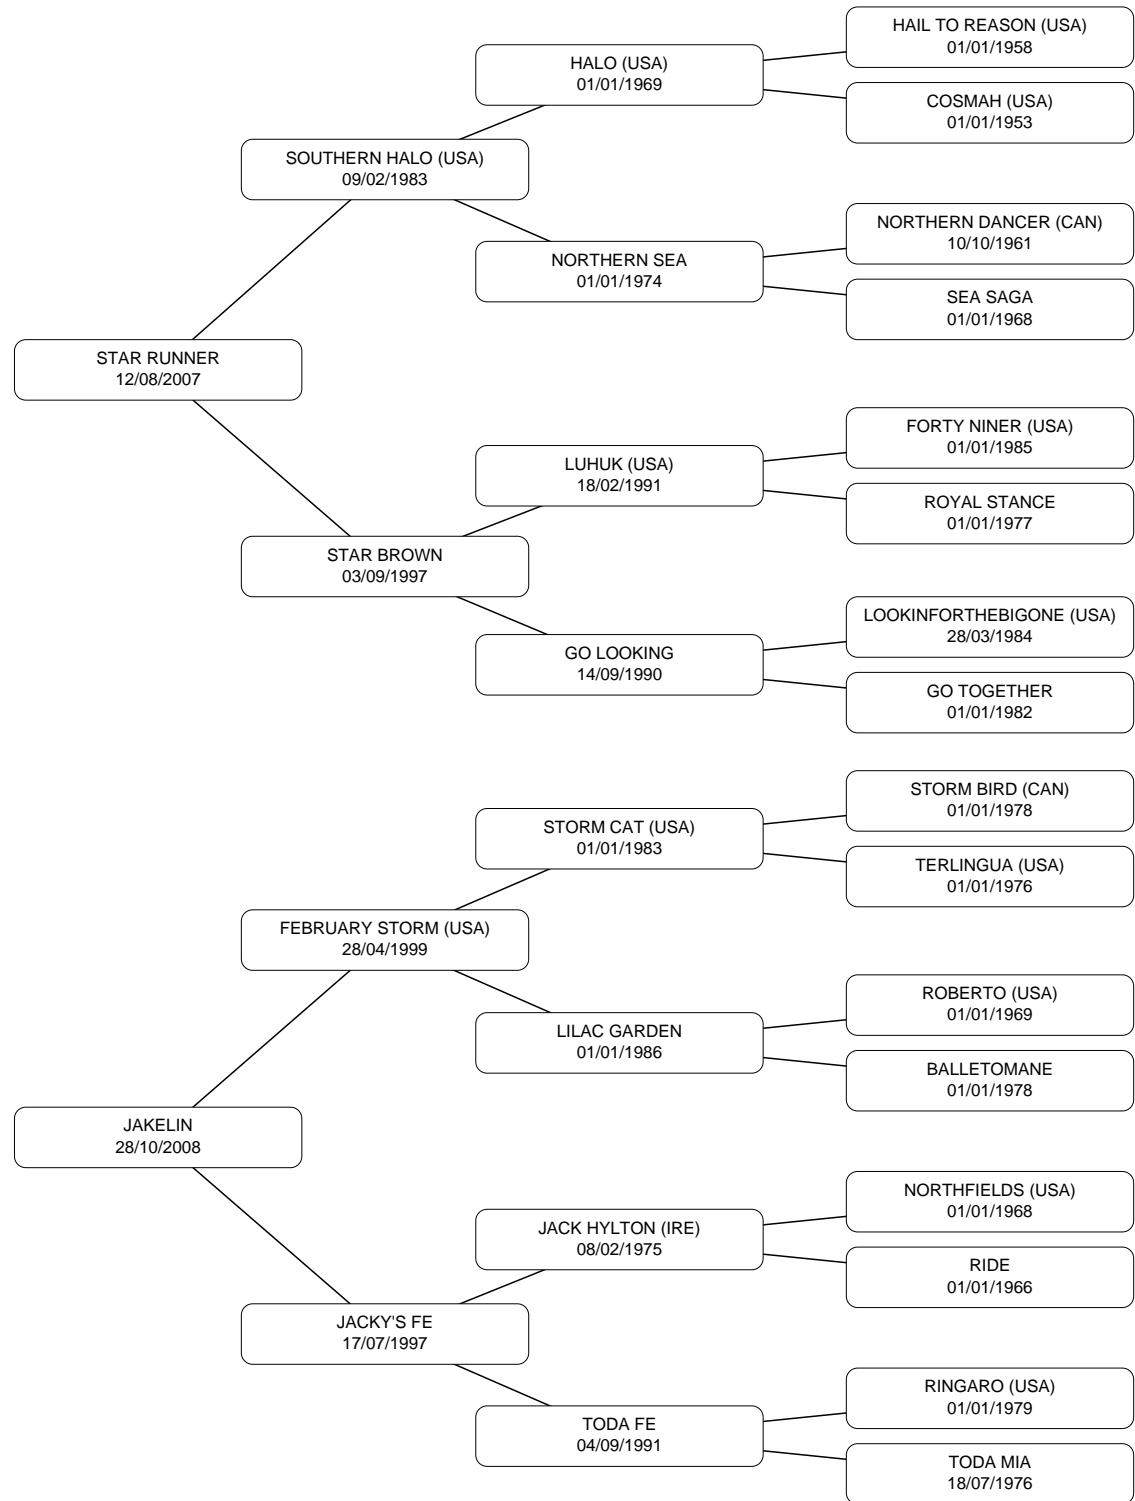 HAIL TO REASON (USA)
01/01/1958
HALO (USA)
01/01/1969
COSMAH (USA)
01/01/1953
SOUTHERN HALO (USA)
09/02/1983
NORTHERN DANCER (CAN)
10/10/1961
NORTHERN SEA
01/01/1974
SEA SAGA
01/01/1968
STAR RUNNER
12/08/2007
FORTY NINER (USA)
01/01/1985
LUHUK (USA)
18/02/1991
ROYAL STANCE
01/01/1977
STAR BROWN
03/09/1997
LOOKINFORTHEBIGONE (USA)
28/03/1984
GO LOOKING
14/09/1990
GO TOGETHER
01/01/1982
STORM BIRD (CAN)
01/01/1978
STORM CAT (USA)
01/01/1983
TERLINGUA (USA)
01/01/1976
FEBRUARY STORM (USA)
28/04/1999
ROBERTO (USA)
01/01/1969
LILAC GARDEN
01/01/1986
BALLETOMANE
01/01/1978
JAKELIN
28/10/2008
NORTHFIELDS (USA)
01/01/1968
JACK HYLTON (IRE)
08/02/1975
RIDE
01/01/1966
JACKY'S FE
17/07/1997
RINGARO (USA)
01/01/1979
TODA FE
04/09/1991
TODA MIA
18/07/1976